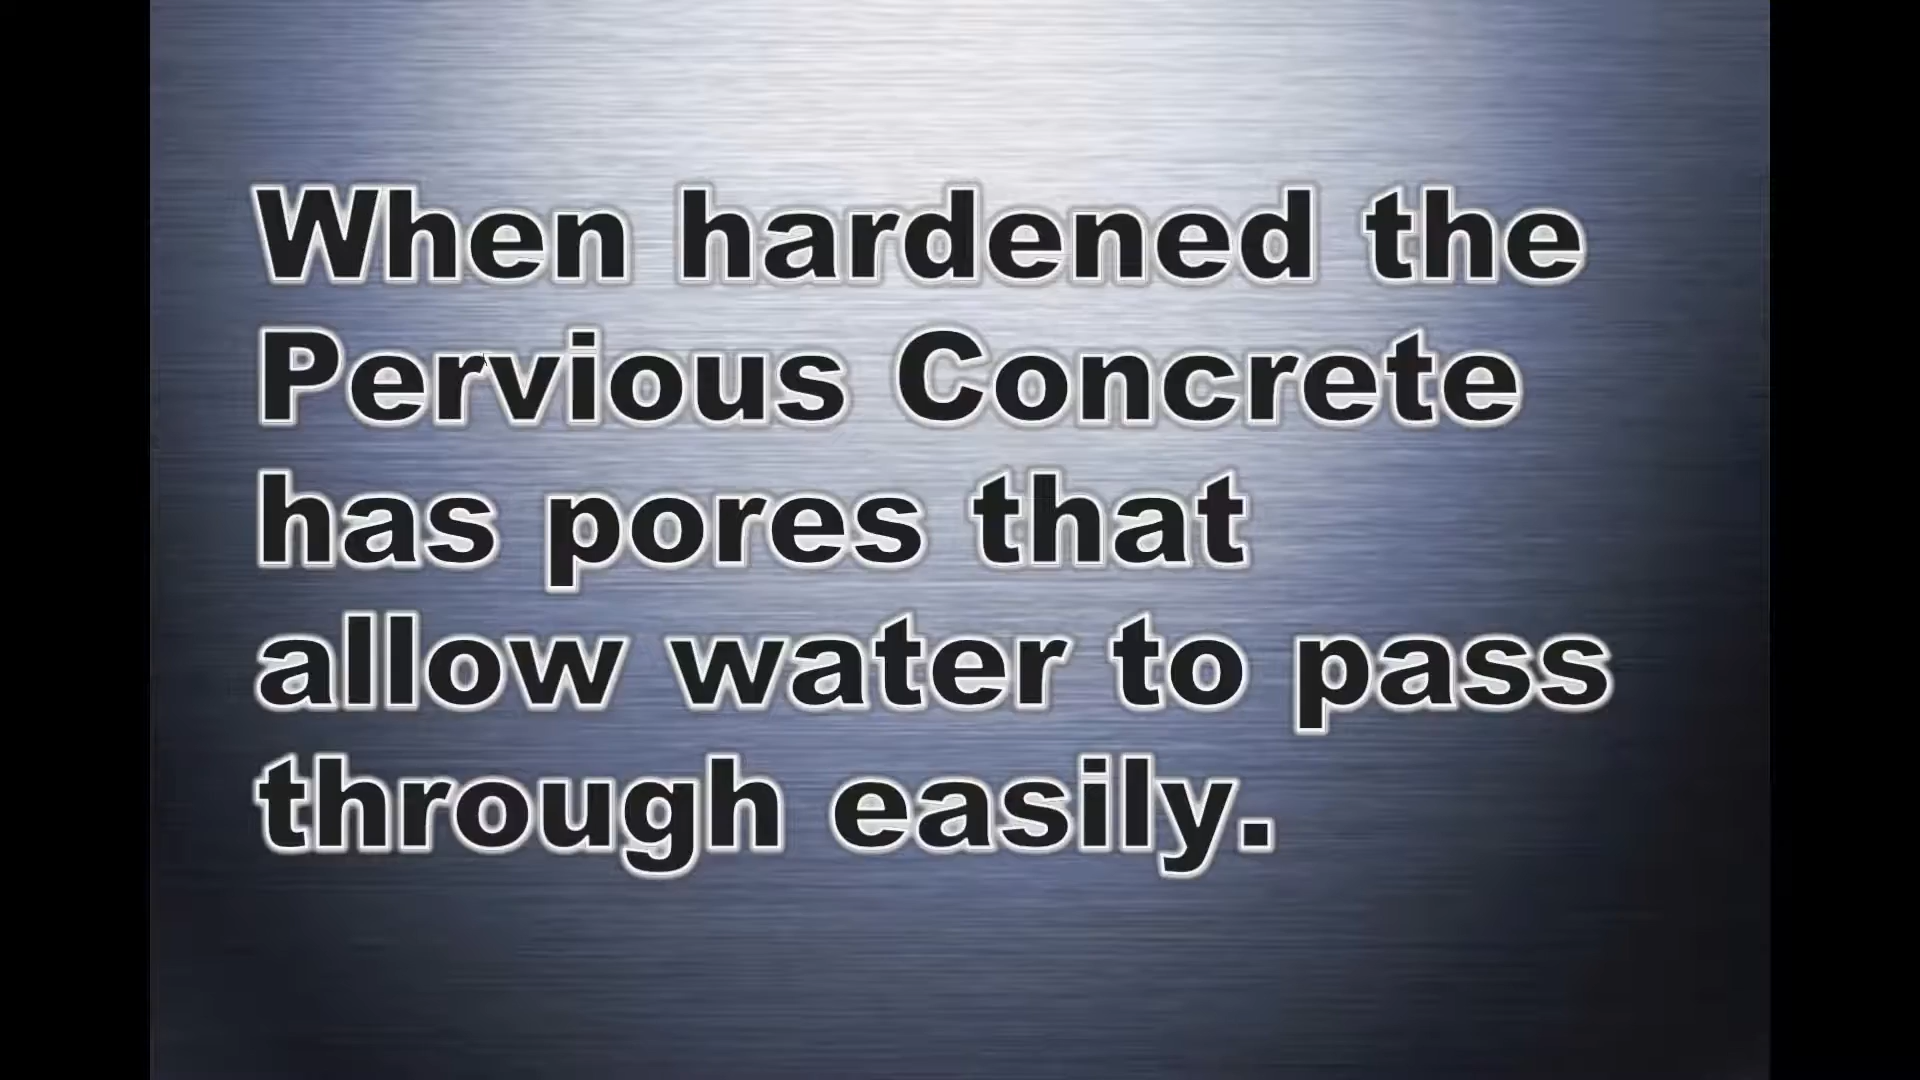 When hardened the
Pervious Concrete
has pores that
allow water to pass
through easily.